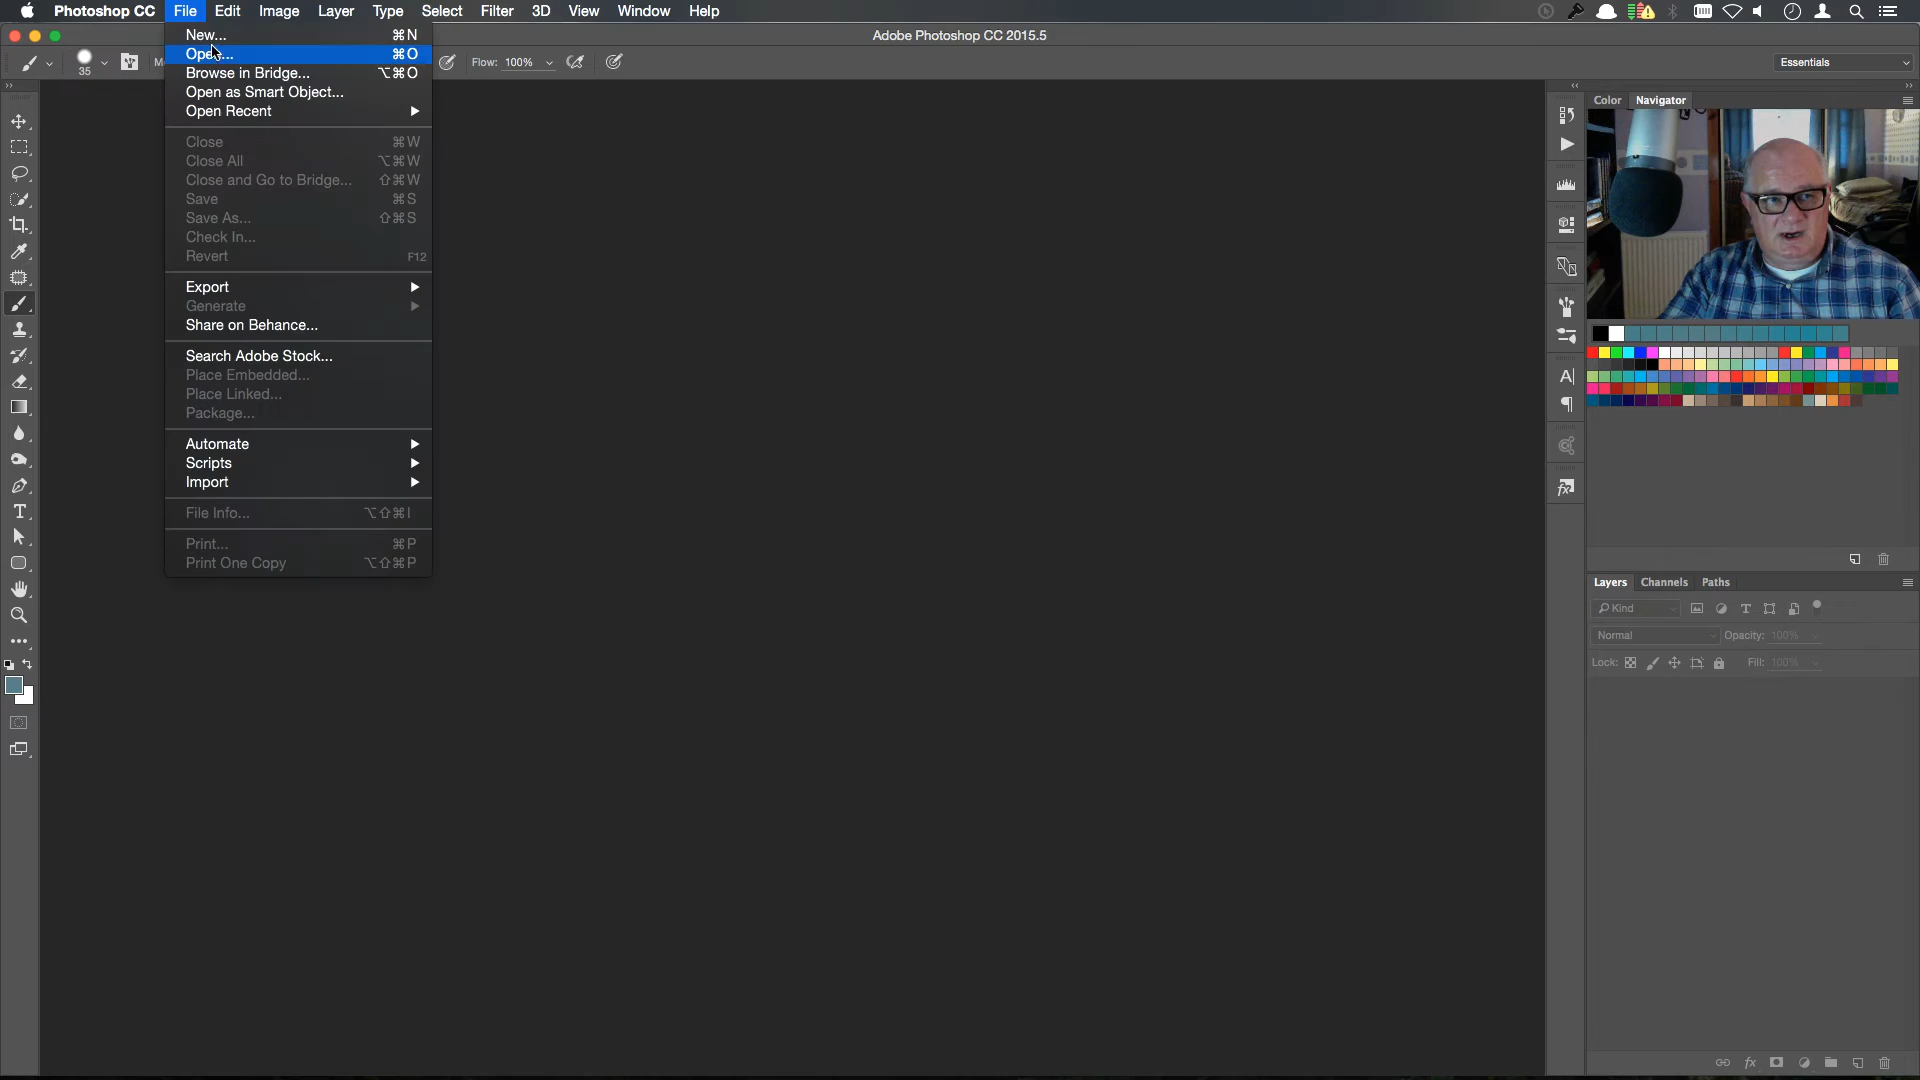 Photoshop CC File Edit Image Layer Type Select Filter 3D View Window Help
Adobe Photoshop CC 2015.5
35
Flow: 100%
Essentials
New... ⌘N
Open... ⌘O
Browse in Bridge... ⌥⌘O
Open as Smart Object...
Open Recent
Close ⌘W
Close All ⌥⌘W
Close and Go to Bridge... ⇧⌘W
Save ⌘S
Save As... ⇧⌘S
Check In...
Revert F12
Export
Generate
Share on Behance...
Search Adobe Stock...
Place Embedded...
Place Linked...
Package...
Automate
Scripts
Import
File Info... ⌥⇧⌘I
Print... ⌘P
Print One Copy ⌥⇧⌘P
Color Navigator
Layers Channels Paths
Kind
Normal Opacity: 100%
Lock: Fill: 100%